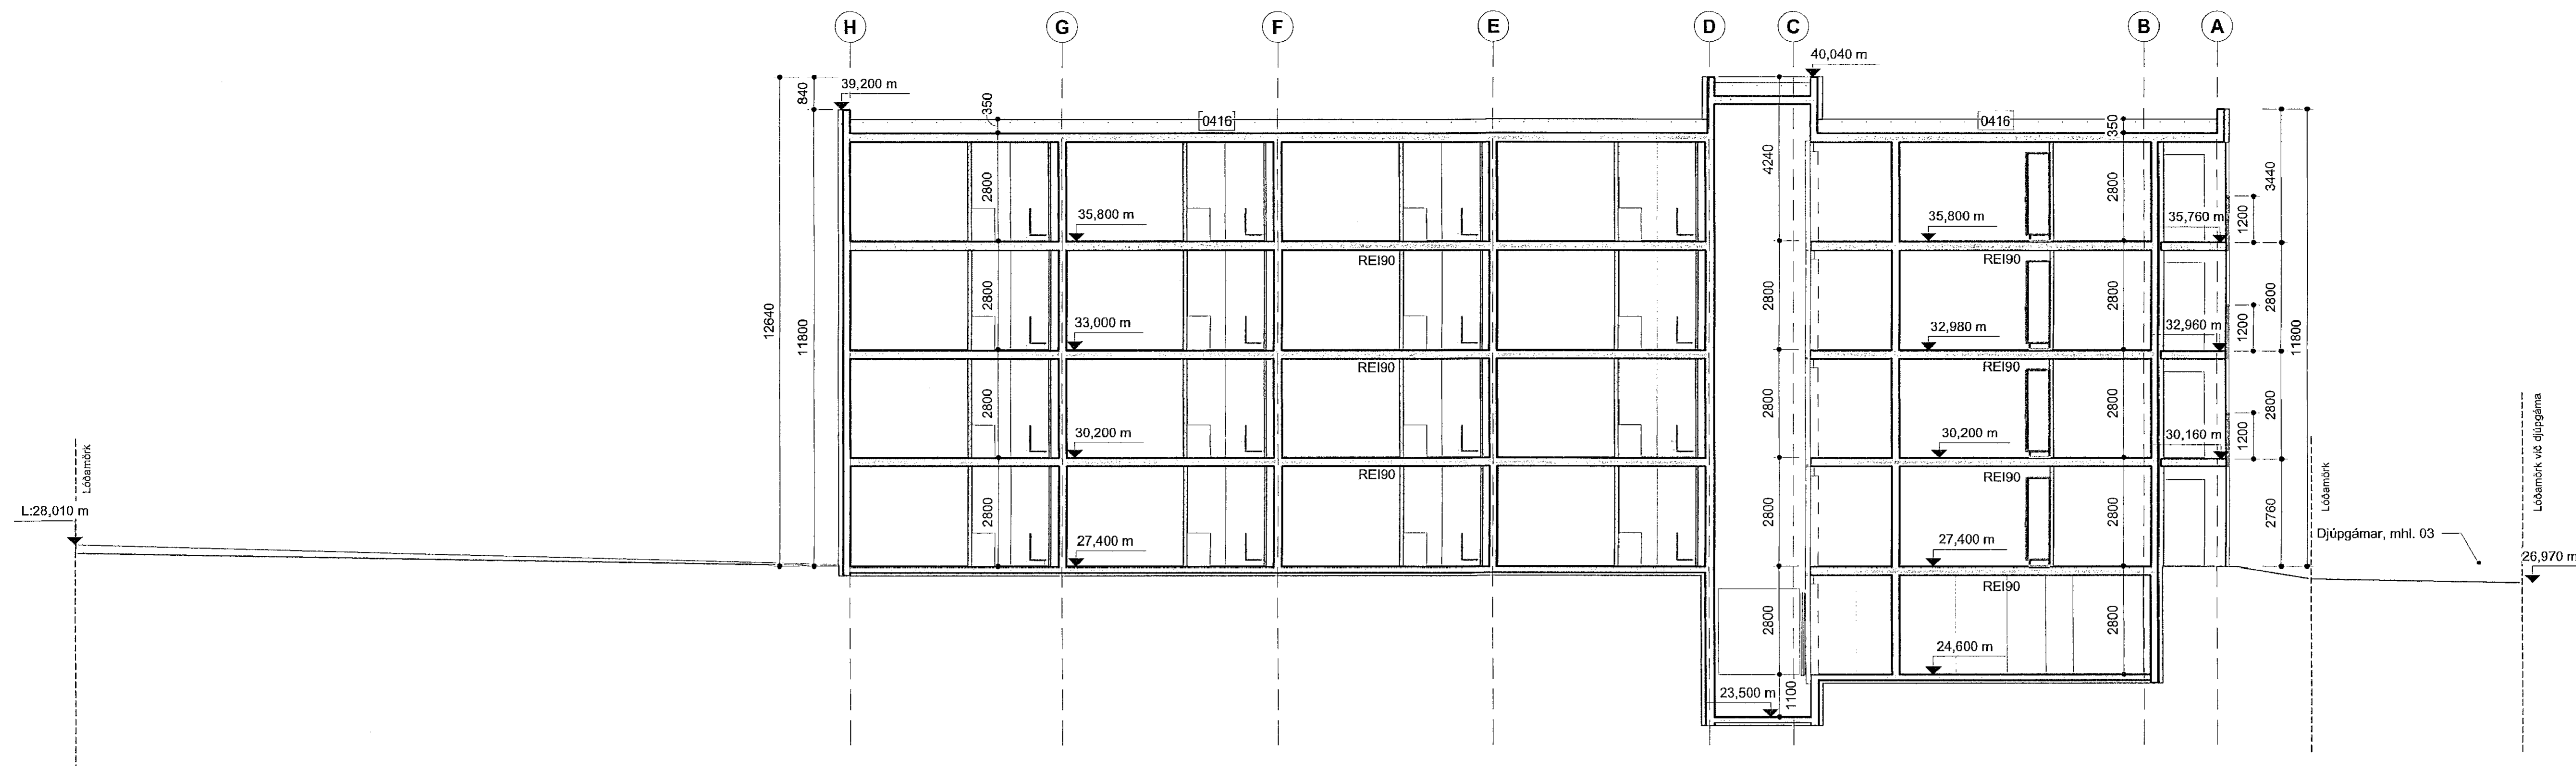 H G F E D C B A
40,040 m
39,200 m
840
350
0416
0416
350
4240
2800
2800
3440
35,800 m
35,800 m
35,760 m
1200
REI90
REI90
12640
11800
2800
2800
2800
2800
11800
33,000 m
32,980 m
32,960 m
1200
REI90
REI90
2800
2800
2800
2800
30,200 m
30,200 m
30,160 m
1200
Lóðamörk
REI90
REI90
Lóðamörk
Lóðamörk við djúpgáma
L:28,010 m
2800
2800
2800
2760
27,400 m
27,400 m
Djúpgámar, mhl. 03
26,970 m
REI90
2800
2800
24,600 m
23,500 m
1100